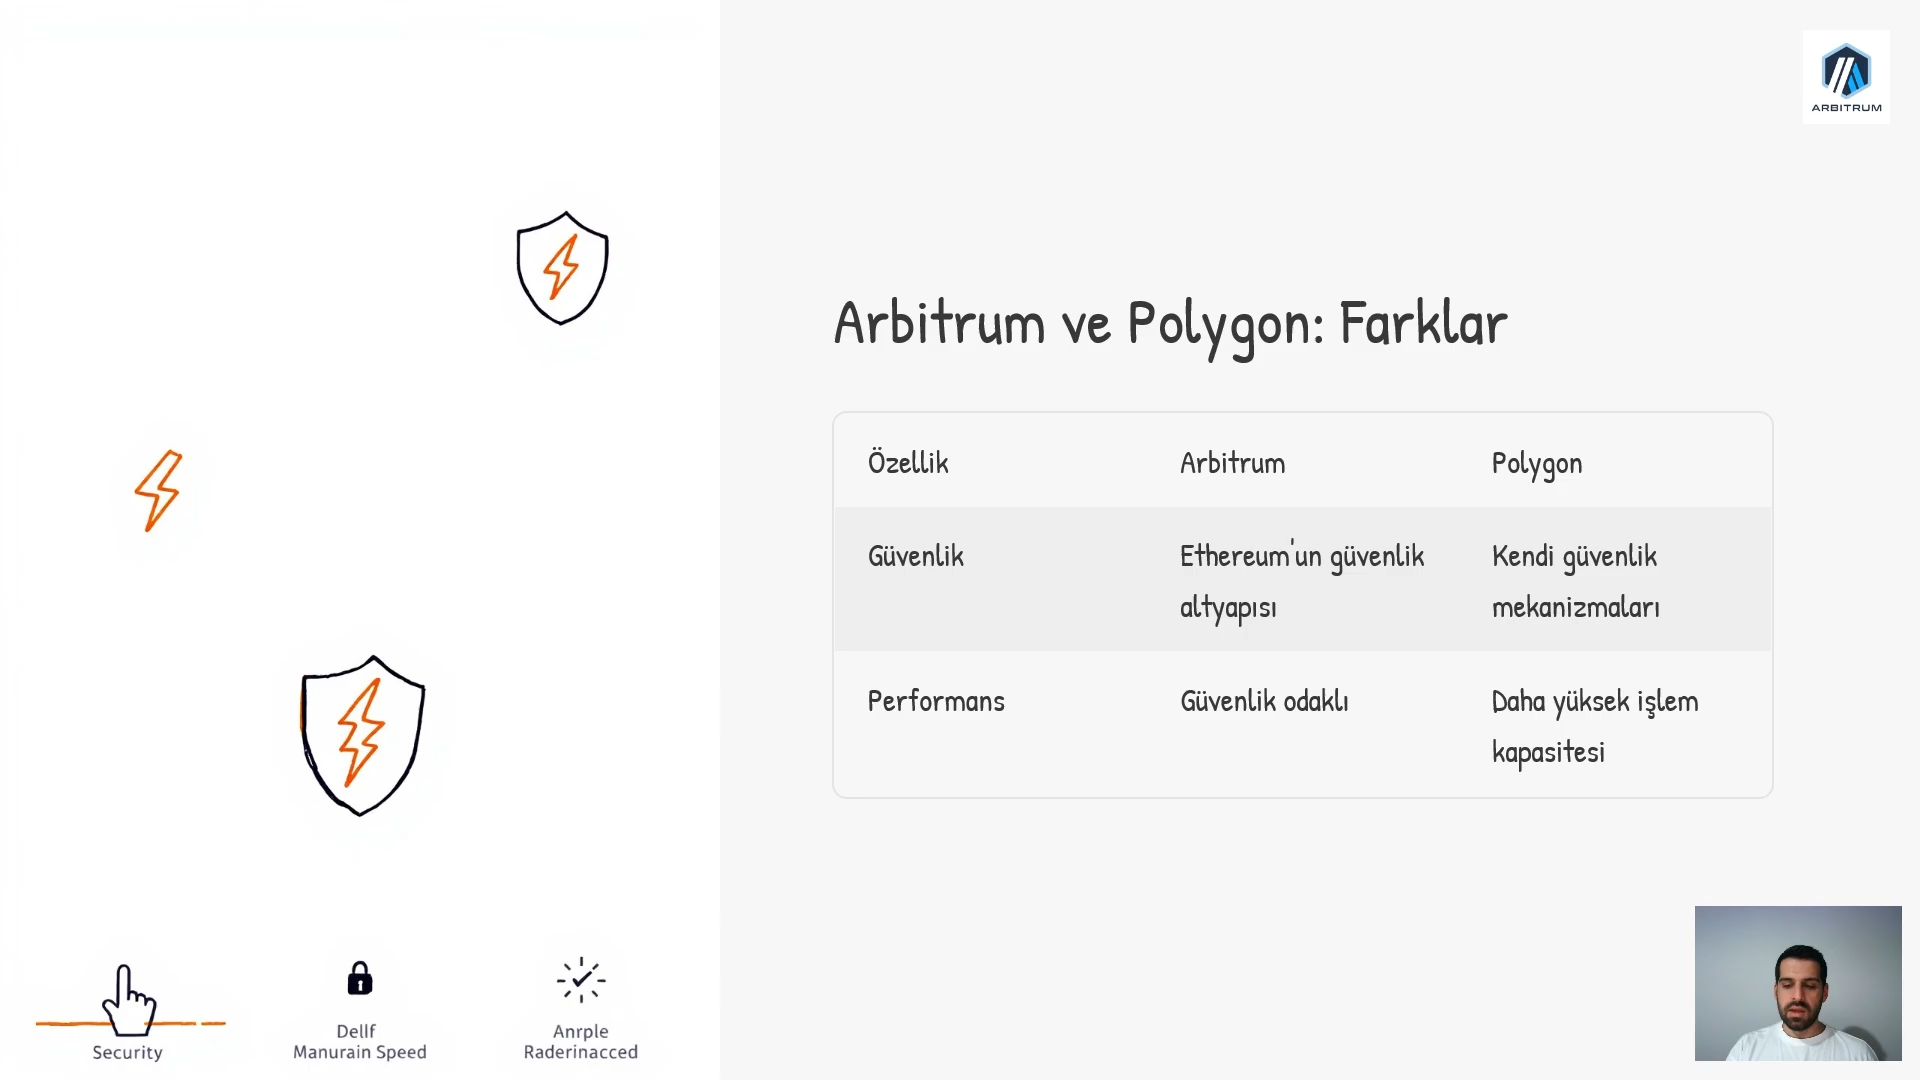 ARBITRUM
Arbitrum ve Polygon: Farklar
Özellik Arbitrum Polygon
Güvenlik Ethereum'un güvenlik Kendi güvenlik
altyapısı mekanizmaları
Performans Güvenlik odaklı Daha yüksek işlem
kapasitesi
Security
Dellf
Manurain Speed
Anrple
Raderinacced